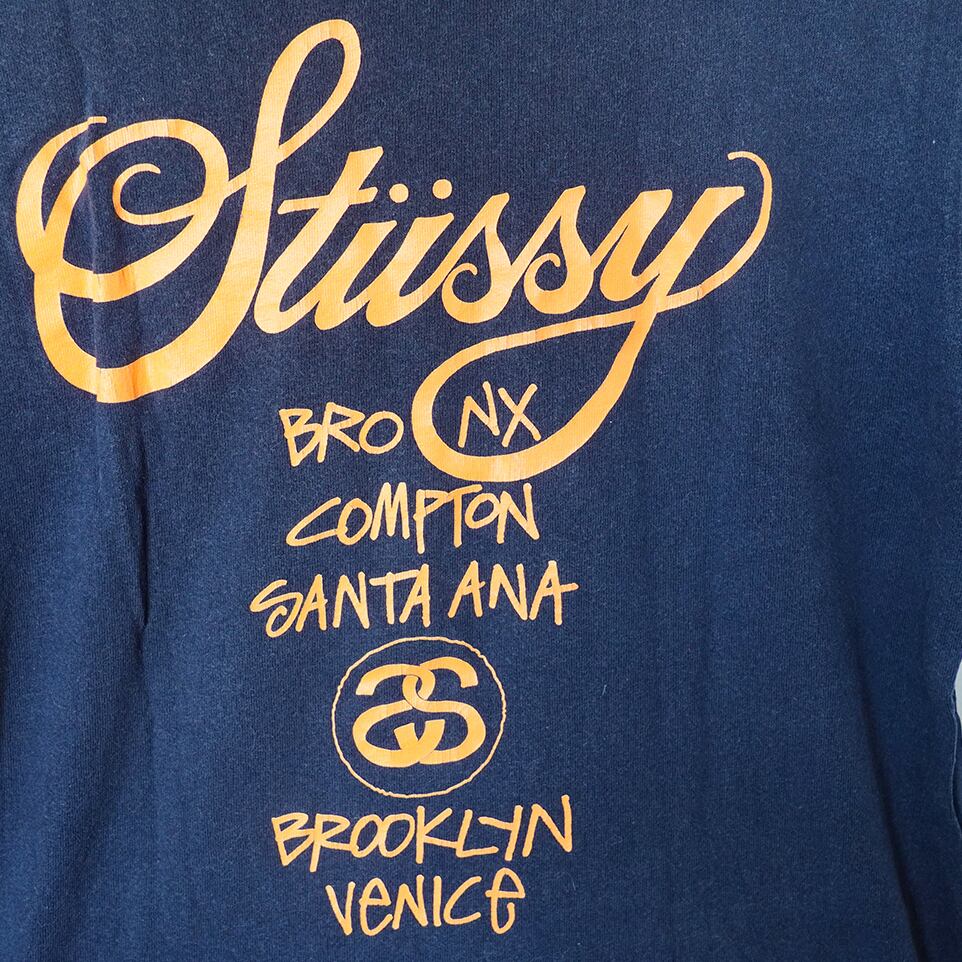 Stüssy
BRONX
COMPTON
SANTA ANA
SS
BROOKLYN
VENICE